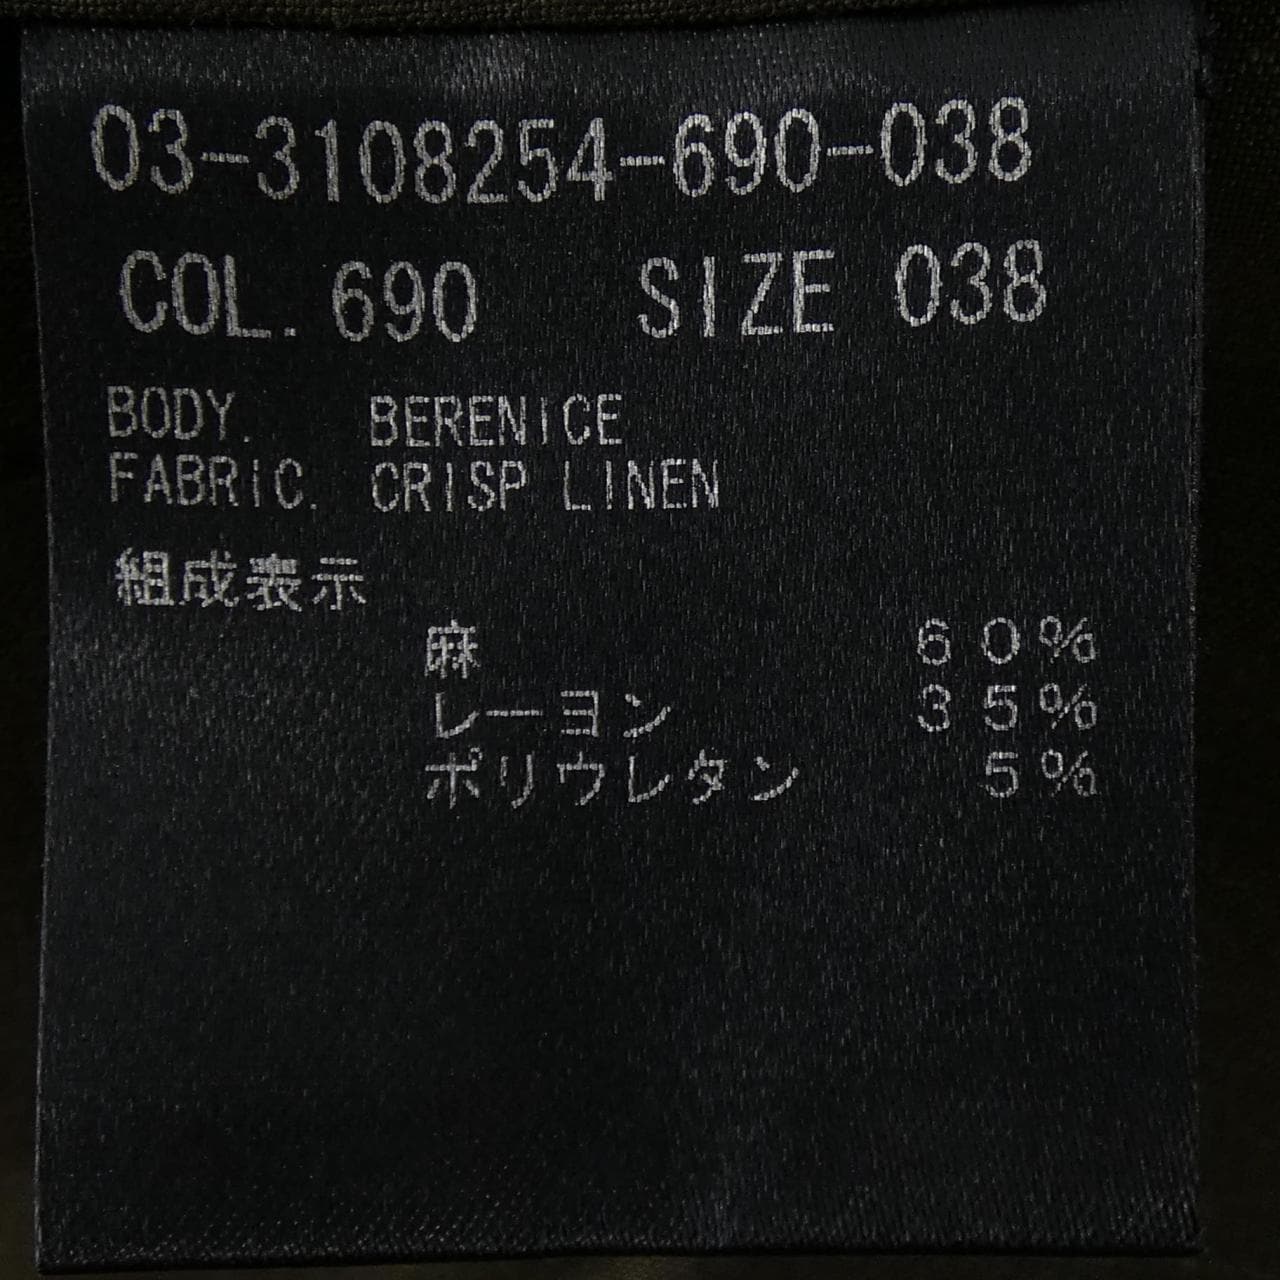 03-3108254-690-038
COL. 690 SIZE 038
BODY. BERENICE
FABRIC. CRISP LINEN
組成表示
麻 60%
レーヨン 35%
ポリウレタン 5%